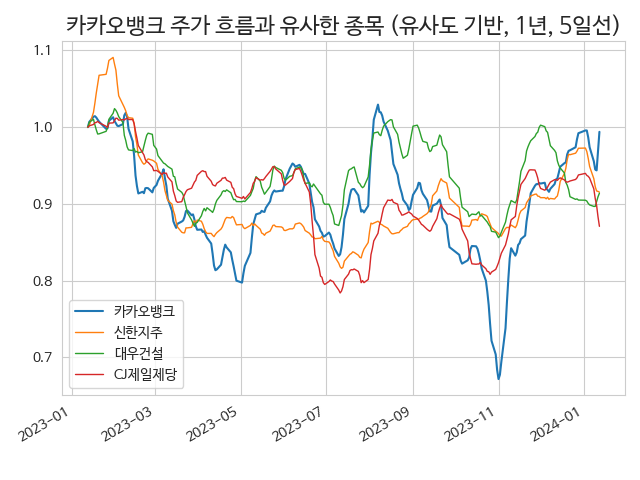 카카오뱅크 주가 흐름과 유사한 종목 (유사도 기반, 1년, 5일선)
1.1
1.0
0.9
0.8
0.7
카카오뱅크
신한지주
대우건설
CJ제일제당
2023-01
2023-03
2023-05
2023-07
2023-09
2023-11
2024-01